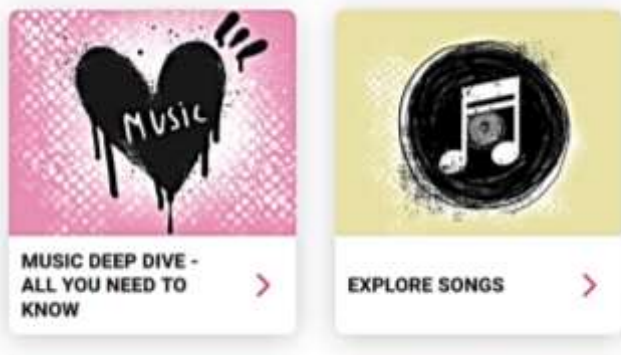 MUSIC
MUSIC DEEP DIVE -
ALL YOU NEED TO
KNOW
EXPLORE SONGS